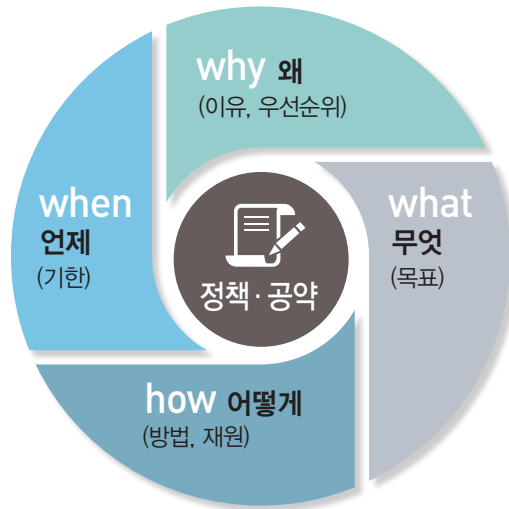 why 왜
(이유, 우선순위)
when
언제
(기한)
what
무엇
(목표)
정책·공약
how 어떻게
(방법, 재원)